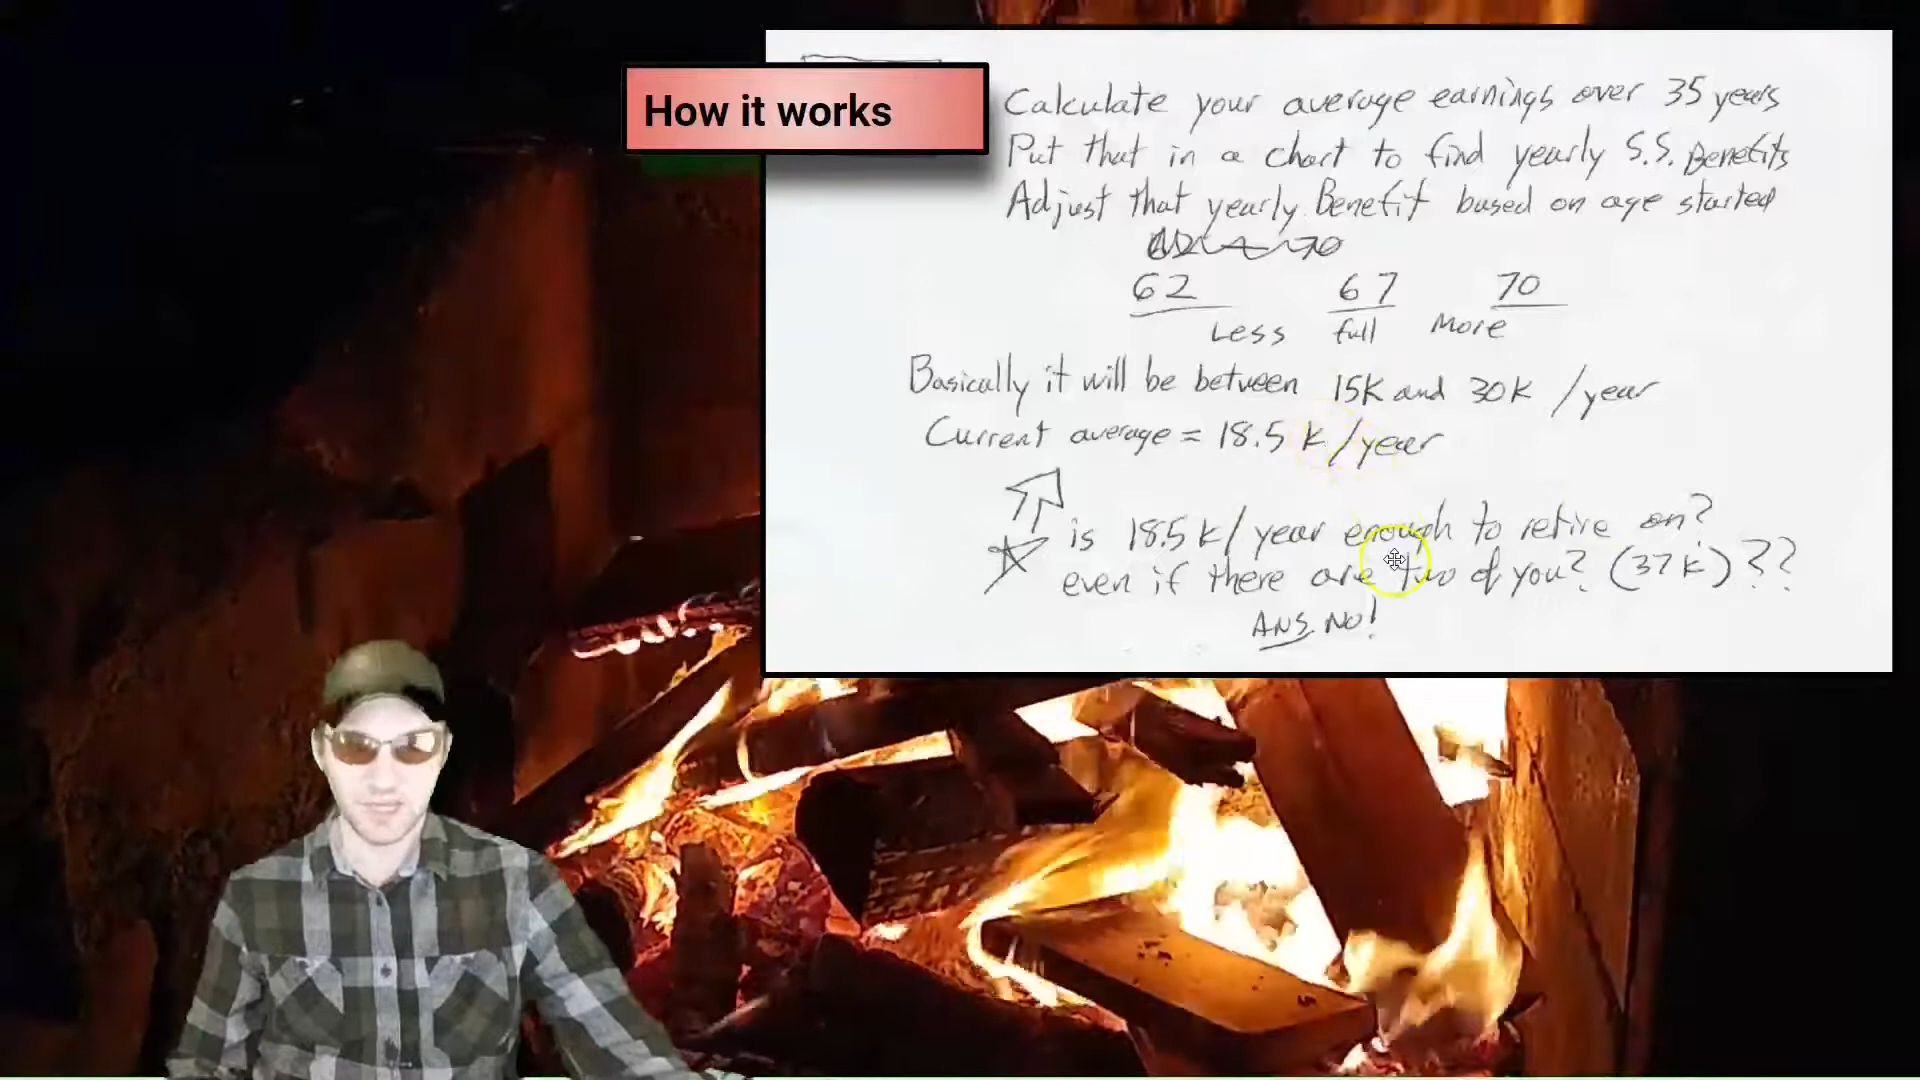 How it works
Calculate your average earnings over 35 years
Put that in a chart to find yearly S.S. Benefits
Adjust that yearly Benefit based on age started
62 67 70
Less full More
Basically it will be between 15K and 30K /year
Current average = 18.5 K/year
is 18.5 K/year enough to retire on?
even if there are two of you? (37K)??
ANS. NO!